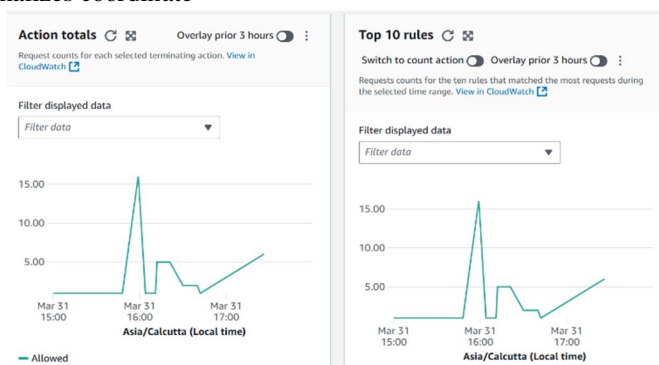 Action totals
Overlay prior 3 hours
Request counts for each selected terminating action. View in
CloudWatch
Filter displayed data
Filter data
15.00
10.00
5.00
Mar 31
15:00
Mar 31
16:00
Mar 31
17:00
Asia/Calcutta (Local time)
Allowed
Top 10 rules
Switch to count action
Overlay prior 3 hours
Requests counts for the ten rules that matched the most requests during
the selected time range. View in CloudWatch
Filter displayed data
Filter data
15.00
10.00
5.00
Mar 31
15:00
Mar 31
16:00
Mar 31
17:00
Asia/Calcutta (Local time)